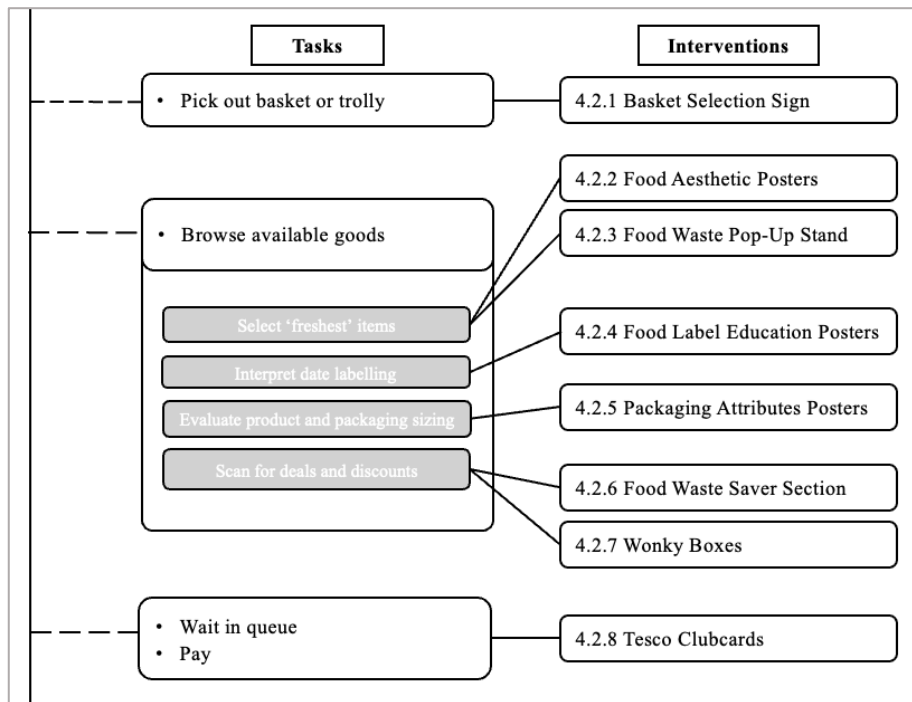 Tasks
Interventions
• Pick out basket or trolly
4.2.1 Basket Selection Sign
4.2.2 Food Aesthetic Posters
• Browse available goods
4.2.3 Food Waste Pop-Up Stand
Select ‘freshest’ items
4.2.4 Food Label Education Posters
Interpret date labelling
Evaluate product and packaging sizing
4.2.5 Packaging Attributes Posters
Scan for deals and discounts
4.2.6 Food Waste Saver Section
4.2.7 Wonky Boxes
• Wait in queue
• Pay
4.2.8 Tesco Clubcards